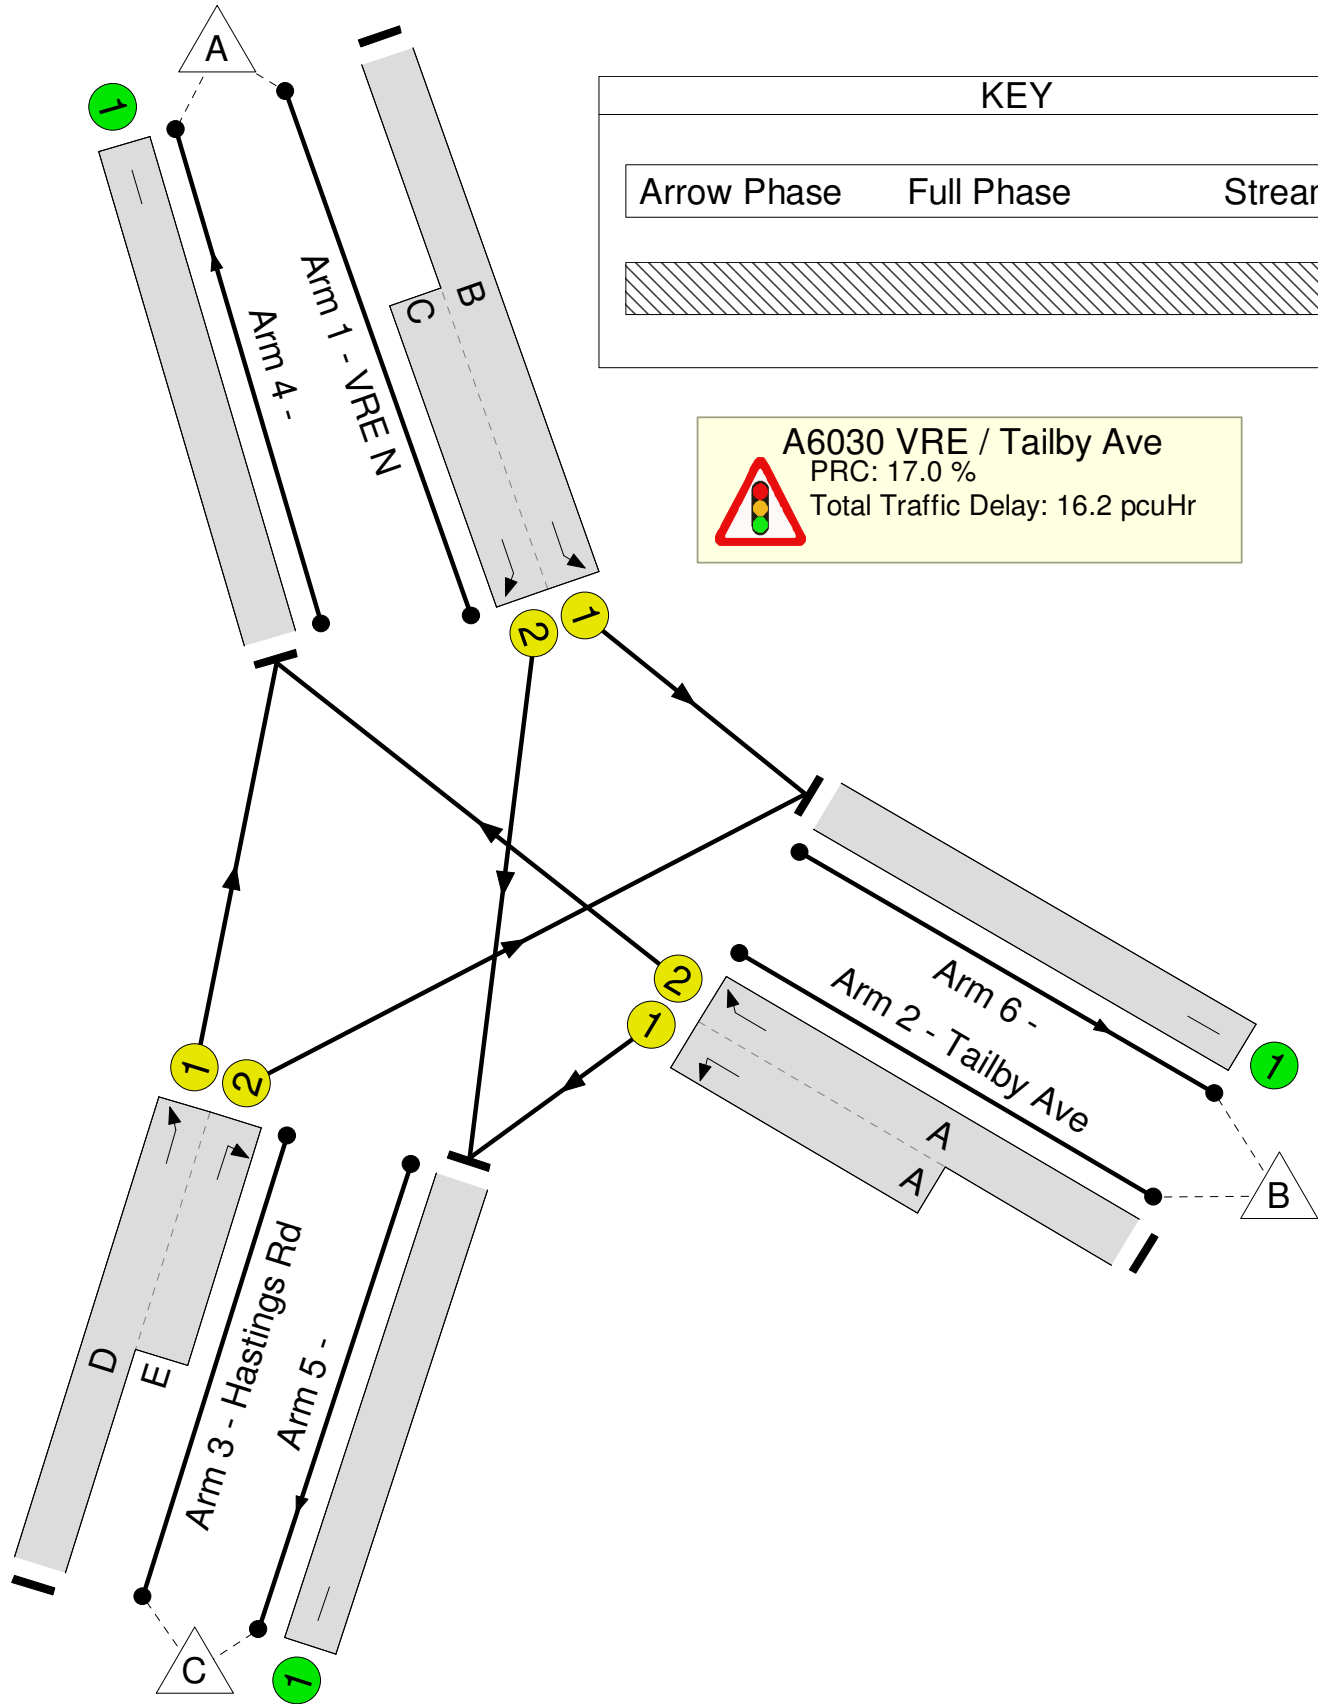 A
1
KEY
Arrow Phase Full Phase Strear
Arm 4 -
Arm 1 - VRE N
B
C
A6030 VRE / Tailby Ave
PRC: 17.0 %
Total Traffic Delay: 16.2 pcuHr
2
1
2
1
Arm 6 -
Arm 2 - Tailby Ave
A
A
1
B
1
2
D
E
Arm 3 - Hastings Rd
Arm 5 -
C
1